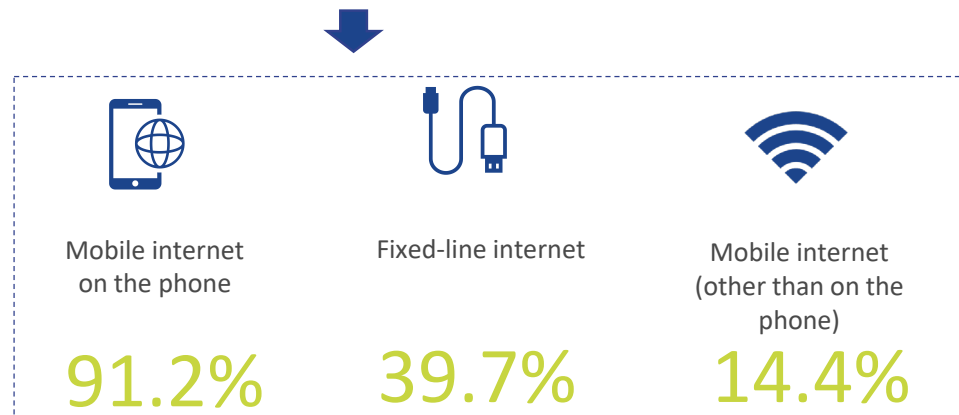 Mobile internet
on the phone
91.2%
Fixed-line internet
39.7%
Mobile internet
(other than on the
phone)
14.4%